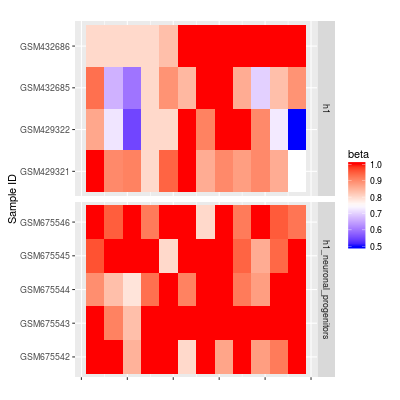 GSM432686
GSM432685
GSM429322
GSM429321
GSM675546
GSM675545
GSM675544
GSM675543
GSM675542
Sample ID
h1
h1_neuronal_progenitors
beta
1.0
0.9
0.8
0.7
0.6
0.5